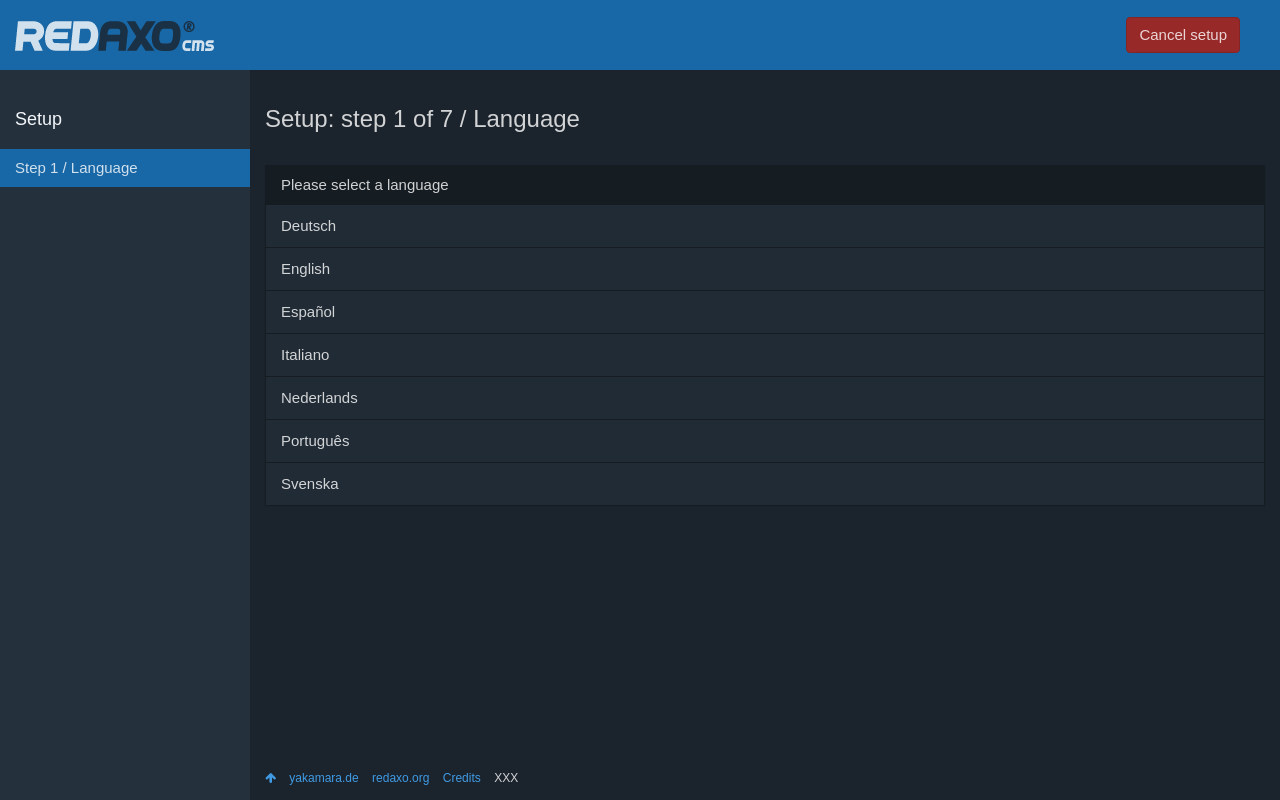 REDAXO® cms
Cancel setup
Setup
Step 1 / Language
Setup: step 1 of 7 / Language
Please select a language
Deutsch
English
Español
Italiano
Nederlands
Português
Svenska
yakamara.de redaxo.org Credits XXX